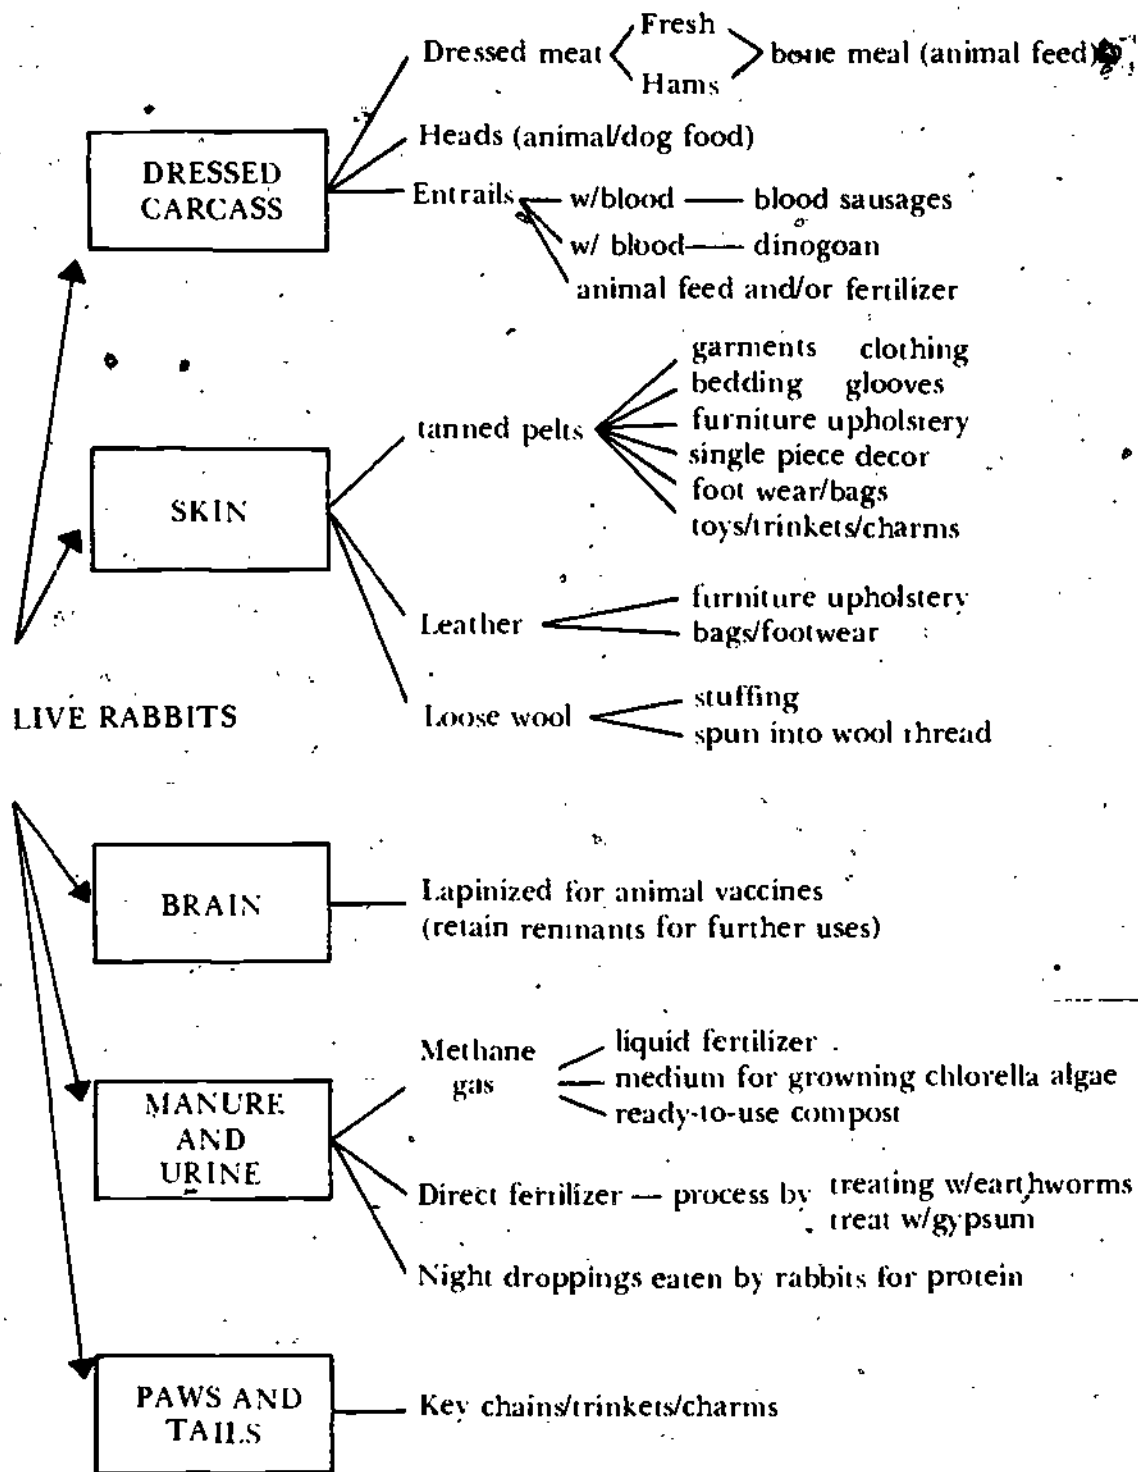 Fresh
Dressed meat
bone meal (animal feed)
Hams
Heads (animal/dog food)
DRESSED
CARCASS
Entrails
w/blood
blood sausages
w/ blood
dinogoan
animal feed and/or fertilizer
garments clothing
bedding glooves
tanned pelts
furniture upholstery
single piece decor
foot wear/bags
toys/trinkets/charms
SKIN
Leather
furniture upholstery
bags/footwear
LIVE RABBITS
Loose wool
stuffing
spun into wool thread
BRAIN
Lapinized for animal vaccines
(retain remnants for further uses)
Methane
gas
liquid fertilizer
medium for growning chlorella algae
ready-to-use compost
MANURE
AND
URINE
Direct fertilizer — process by
treating w/earthworms
treat w/gypsum
Night droppings eaten by rabbits for protein
PAWS AND
TAILS
Key chains/trinkets/charms